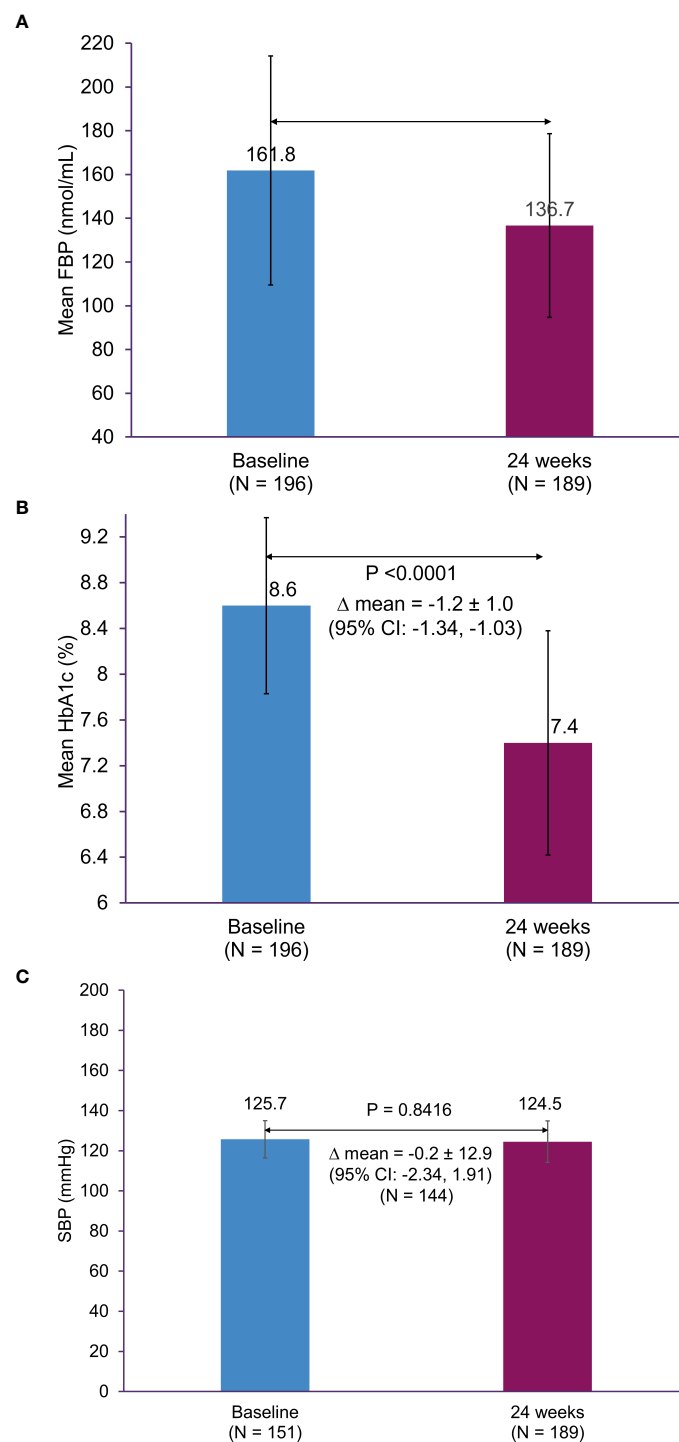 A
220
200
180
160
140
120
100
80
60
40
Mean FBP (nmol/mL)
161.8
136.7
Baseline
(N = 196)
24 weeks
(N = 189)
B
9.2
8.8
8.4
8
7.6
7.2
6.8
6.4
6
Mean HbA1c (%)
8.6
P <0.0001
Δ mean = -1.2 ± 1.0
(95% CI: -1.34, -1.03)
7.4
Baseline
(N = 196)
24 weeks
(N = 189)
C
200
180
160
140
120
100
80
60
40
20
0
SBP (mmHg)
125.7
P = 0.8416
124.5
Δ mean = -0.2 ± 12.9
(95% CI: -2.34, 1.91)
(N = 144)
Baseline
(N = 151)
24 weeks
(N = 189)